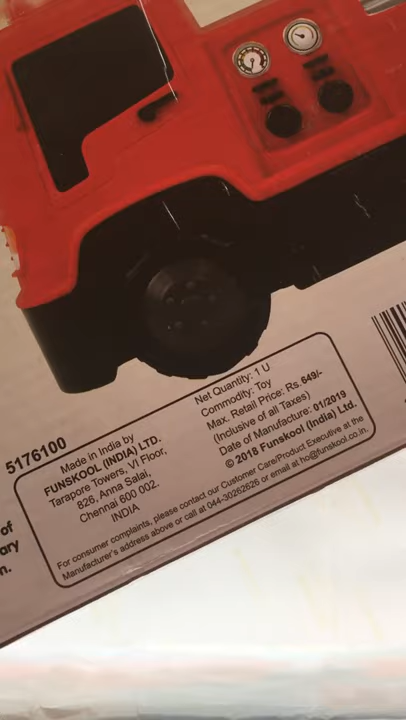 5176100
Made in India by
FUNSKOOL (INDIA) LTD.
Tarapore Towers, VI Floor,
826, Anna Salai,
Chennai 600 002.
INDIA
Net Quantity: 1 U
Commodity: Toy
Max. Retail Price: Rs. 649/-
(Inclusive of all Taxes)
Date of Manufacture: 01/2019
© 2018 Funskool (India) Ltd.
For consumer complaints, please contact our Customer Care/Product Executive at the
Manufacturer's address above or call at 044-30262626 or email at ho@funskool.co.in.
of
ary
n.